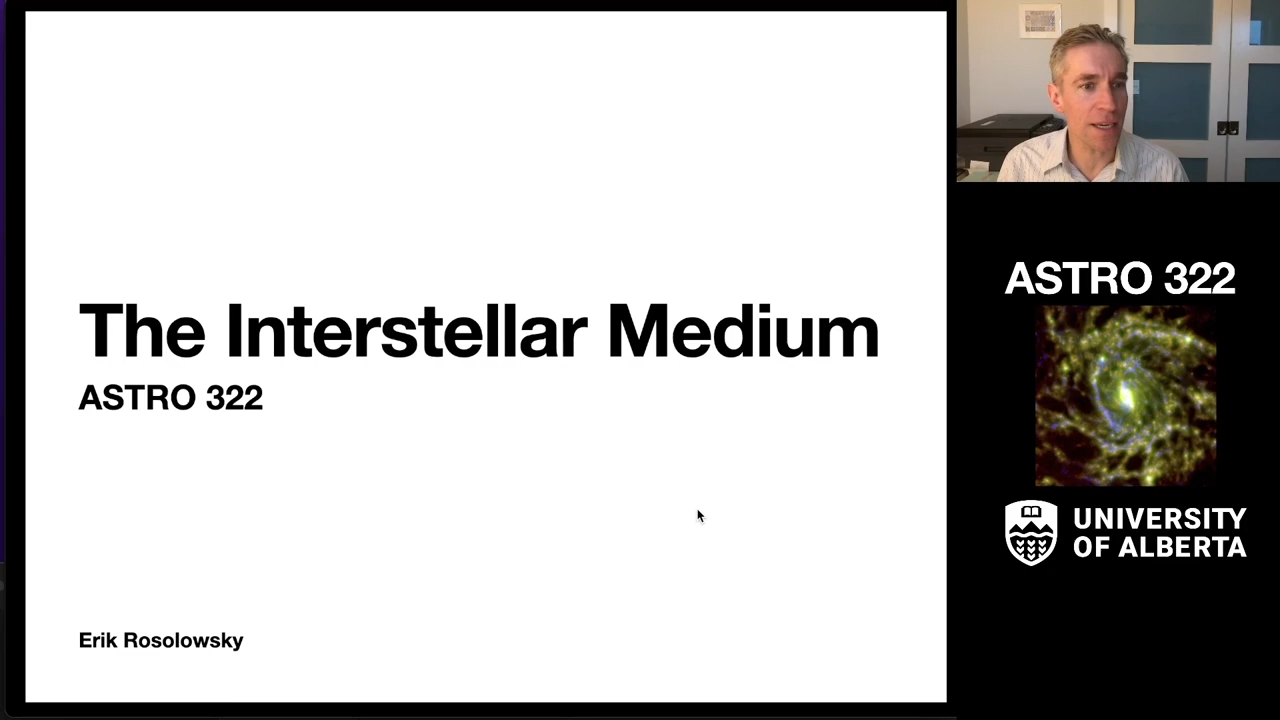 The Interstellar Medium
ASTRO 322
Erik Rosolowsky
ASTRO 322
UNIVERSITY
OF ALBERTA